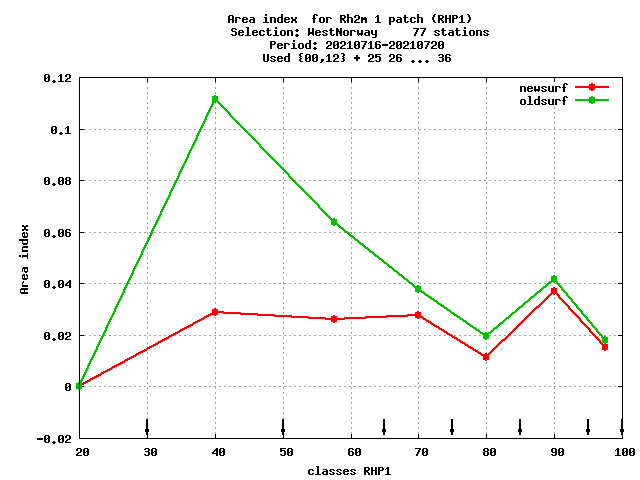 Area index  for Rh2m 1 patch (RHP1)
Selection: WestNorway     77 stations
Period: 20210716-20210720
Used {00,12} + 25 26 ... 36
newsurf
oldsurf
0.12
0.1
0.08
0.06
0.04
0.02
0
-0.02
Area index
20 30 40 50 60 70 80 90 100
classes RHP1